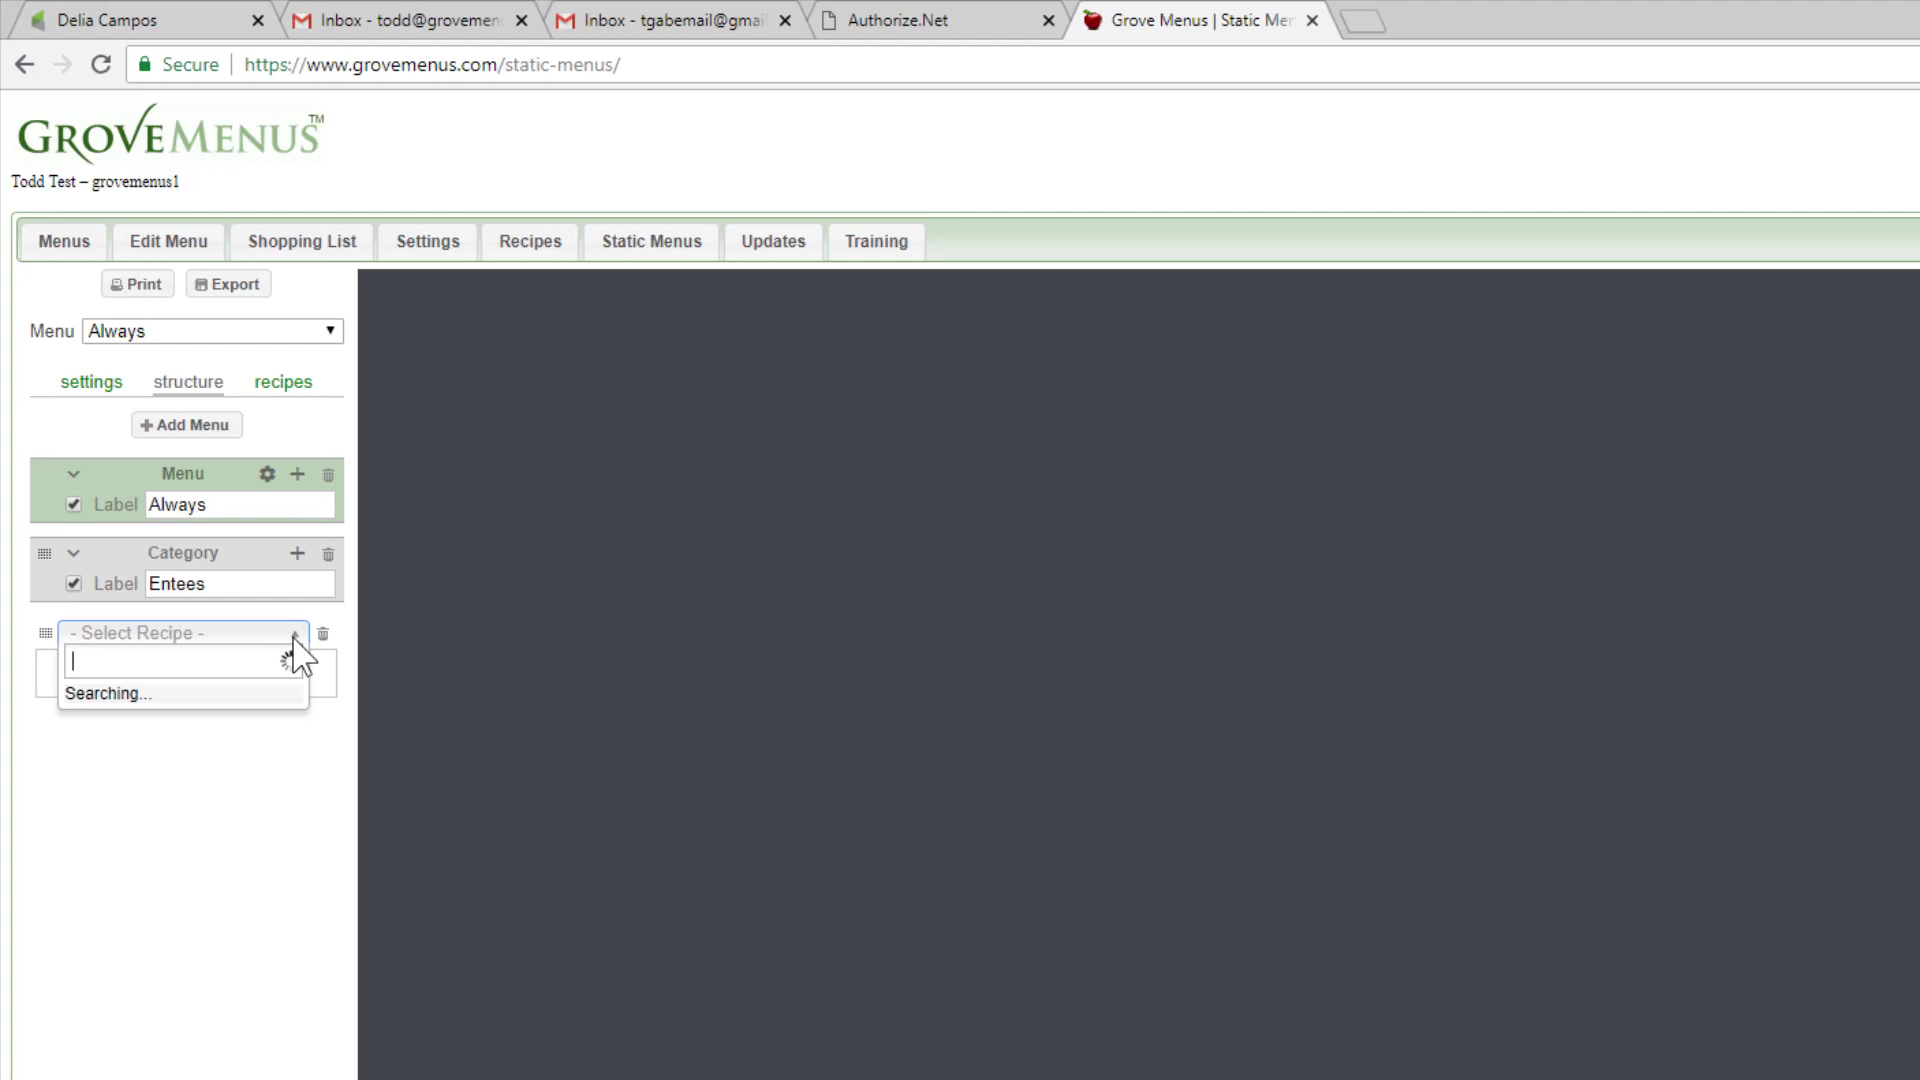 Delia Campos
Inbox - todd@grovemen
Inbox - tgabemail@gmai
Authorize.Net
Grove Menus | Static Mer
Secure | https://www.grovemenus.com/static-menus/
GROVEMENUS™
Todd Test – grovemenus1
Menus
Edit Menu
Shopping List
Settings
Recipes
Static Menus
Updates
Training
Print
Export
Menu Always
settings
structure
recipes
+ Add Menu
Menu
Label Always
Category
Label Entees
- Select Recipe -
Searching...